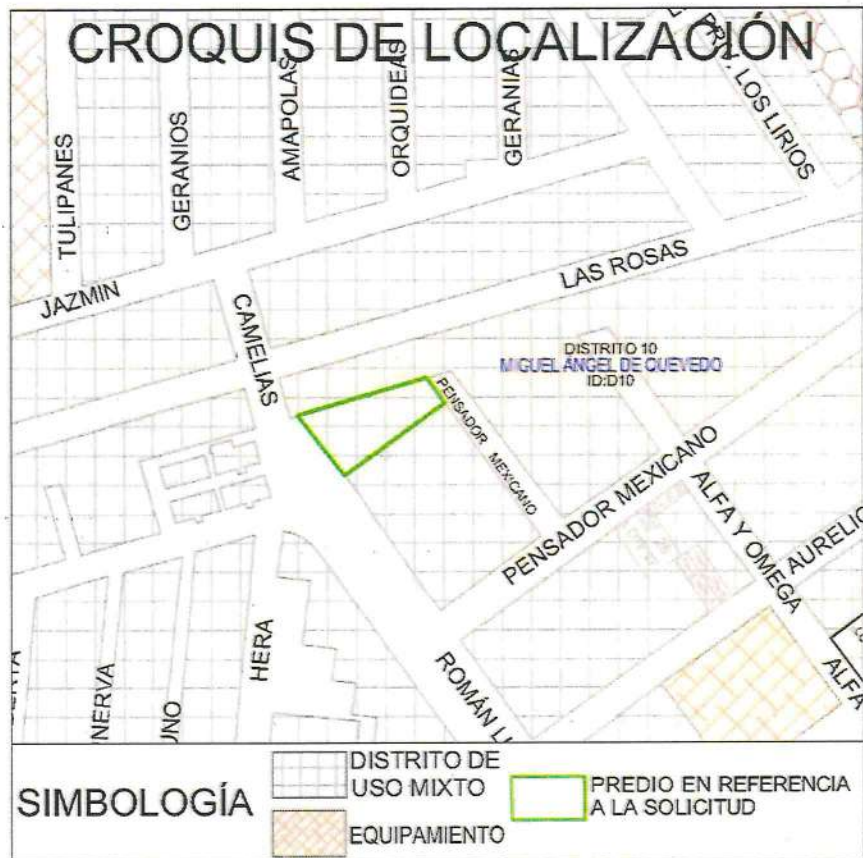 CROQUIS DE LOCALIZACIÓN
PRIV. LOS LIRIOS
TULIPANES
GERANIOS
AMAPOLAS
ORQUIDEAS
GERANIAS
JAZMIN
CAMELIAS
LAS ROSAS
DISTRITO 10
MIGUEL ÁNGEL DE QUEVEDO
ID:D10
PENSADOR MEXICANO
PENSADOR MEXICANO
ALFA Y OMEGA
AURELIO
ALFA
HERA
NERVA
UNO
ROMÁN
SIMBOLOGÍA
DISTRITO DE
USO MIXTO
EQUIPAMIENTO
PREDIO EN REFERENCIA
A LA SOLICITUD